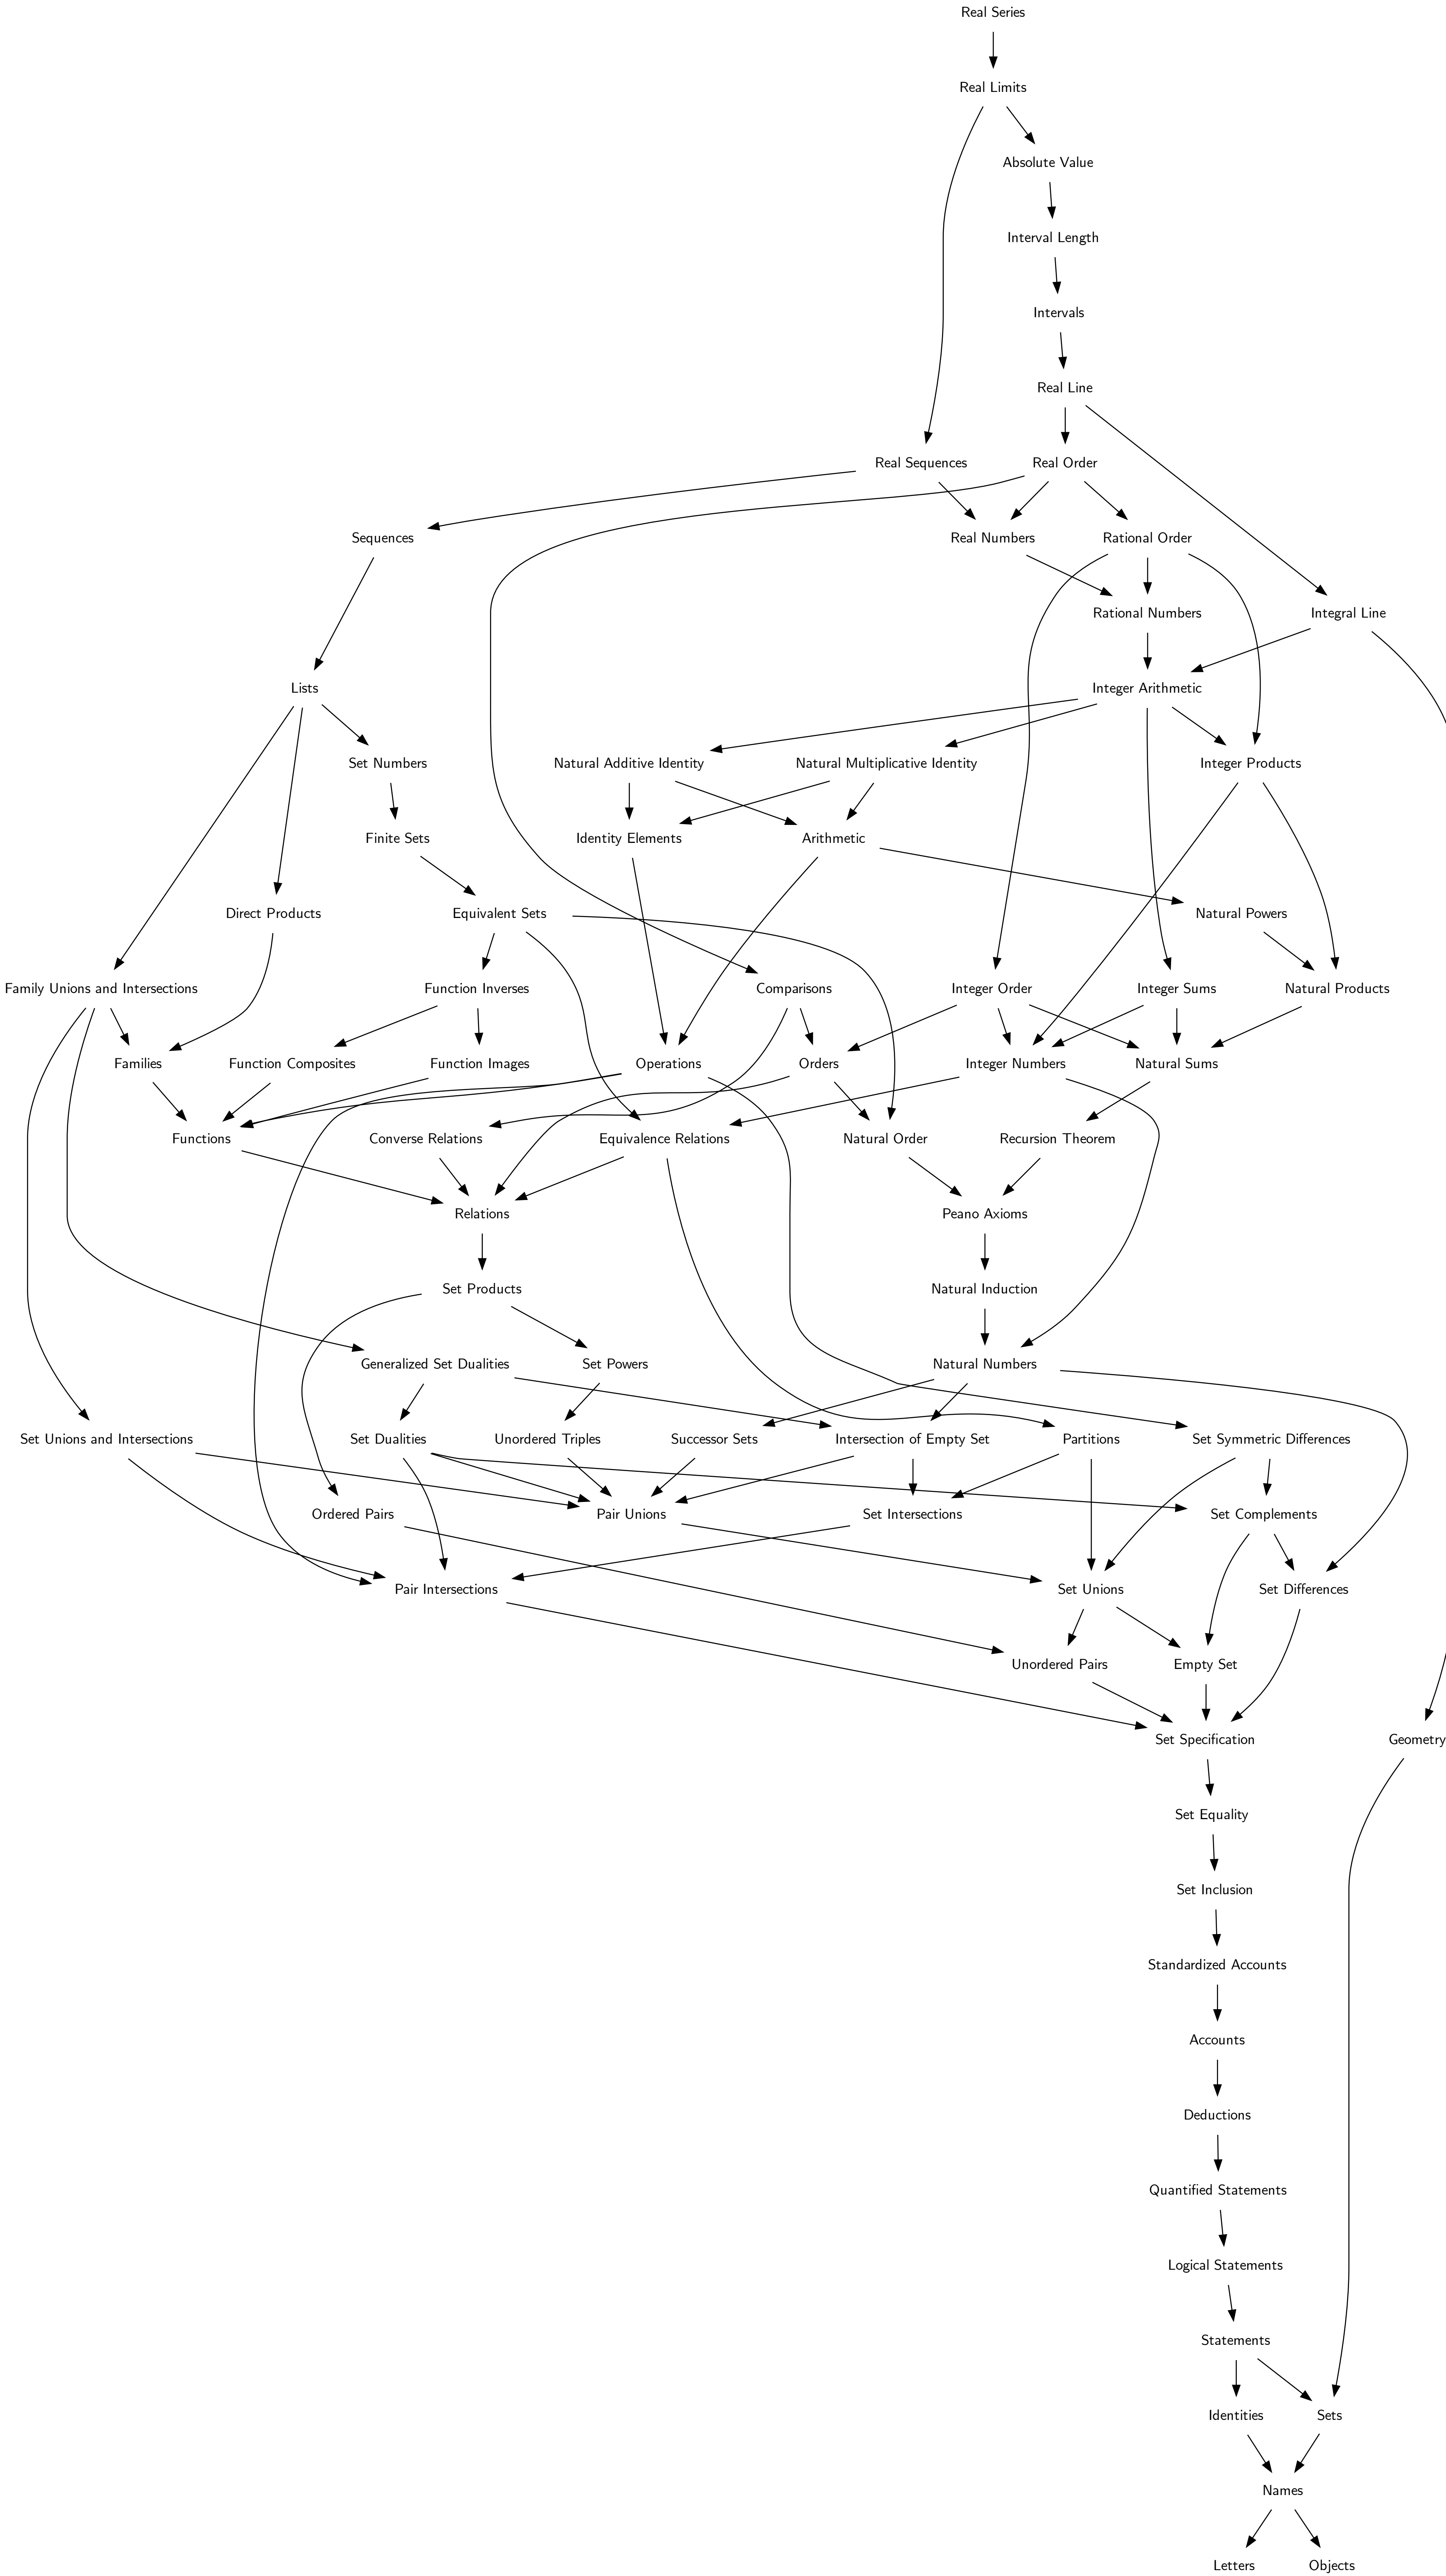 Real Series
Real Limits
Absolute Value
Interval Length
Intervals
Real Line
Real Sequences
Real Order
Sequences
Real Numbers
Rational Order
Rational Numbers
Integral Line
Lists
Integer Arithmetic
Set Numbers
Natural Additive Identity
Natural Multiplicative Identity
Integer Products
Finite Sets
Identity Elements
Arithmetic
Direct Products
Equivalent Sets
Natural Powers
Family Unions and Intersections
Function Inverses
Comparisons
Integer Order
Integer Sums
Natural Products
Families
Function Composites
Function Images
Operations
Orders
Integer Numbers
Natural Sums
Functions
Converse Relations
Equivalence Relations
Natural Order
Recursion Theorem
Relations
Peano Axioms
Set Products
Natural Induction
Generalized Set Dualities
Set Powers
Natural Numbers
Set Unions and Intersections
Set Dualities
Unordered Triples
Successor Sets
Intersection of Empty Set
Partitions
Set Symmetric Differences
Ordered Pairs
Pair Unions
Set Intersections
Set Complements
Pair Intersections
Set Unions
Set Differences
Unordered Pairs
Empty Set
Set Specification
Geometry
Set Equality
Set Inclusion
Standardized Accounts
Accounts
Deductions
Quantified Statements
Logical Statements
Statements
Identities
Sets
Names
Letters
Objects